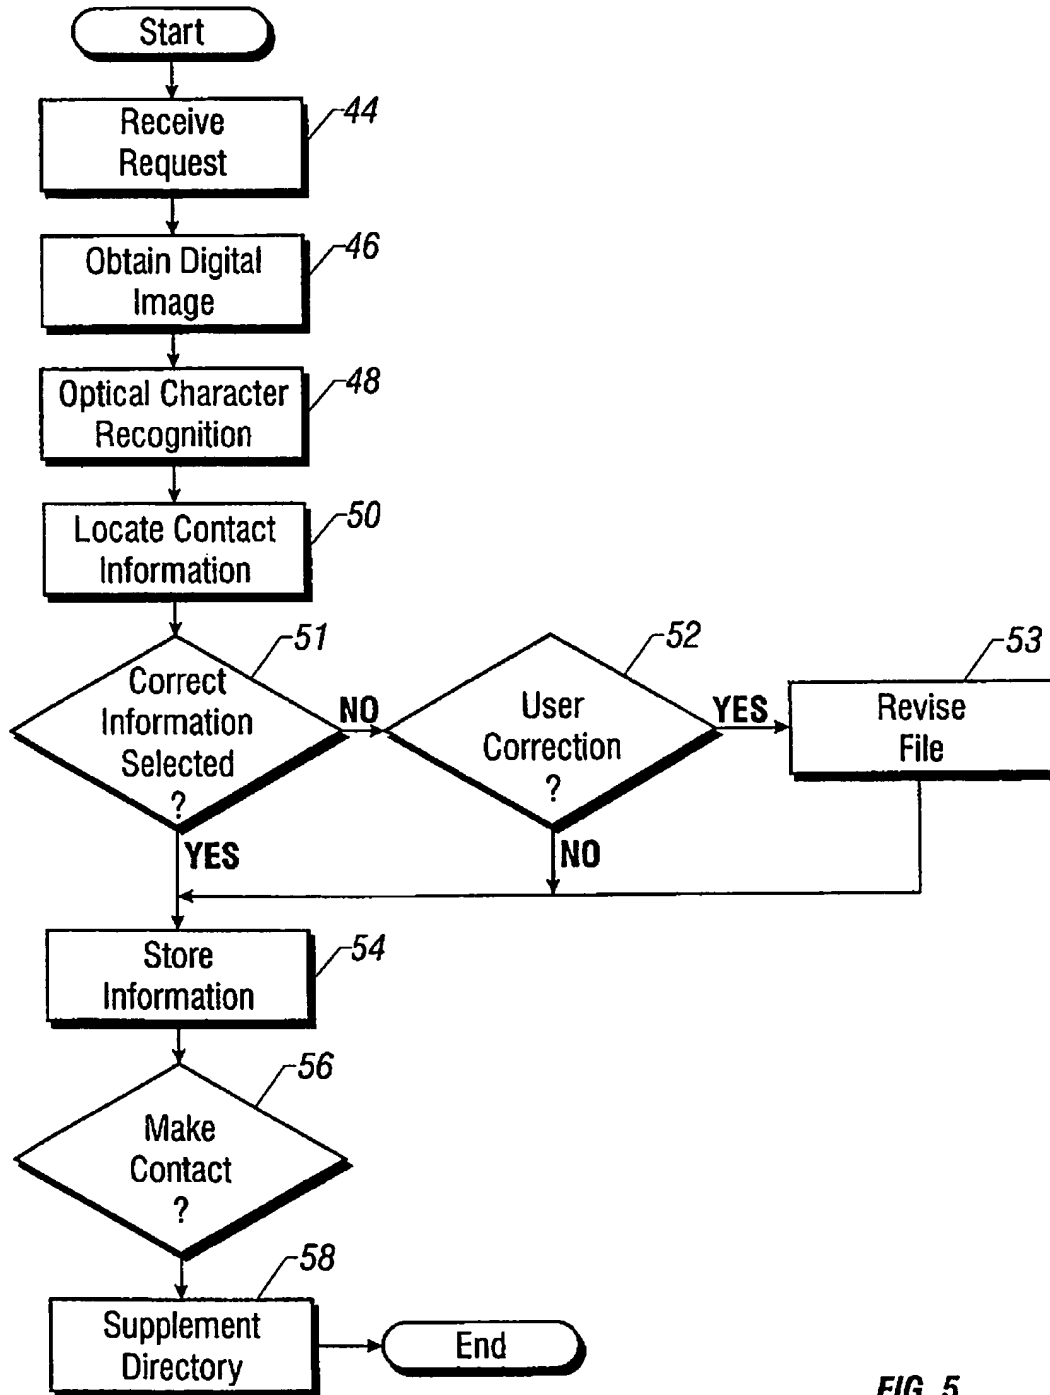 Start
Receive
Request
44
Obtain Digital
Image
46
Optical Character
Recognition
48
Locate Contact
Information
50
Correct
Information
Selected
?
51
NO
User
Correction
?
52
YES
Revise
File
53
YES
NO
Store
Information
54
Make
Contact
?
56
Supplement
Directory
58
End
FIG. 5